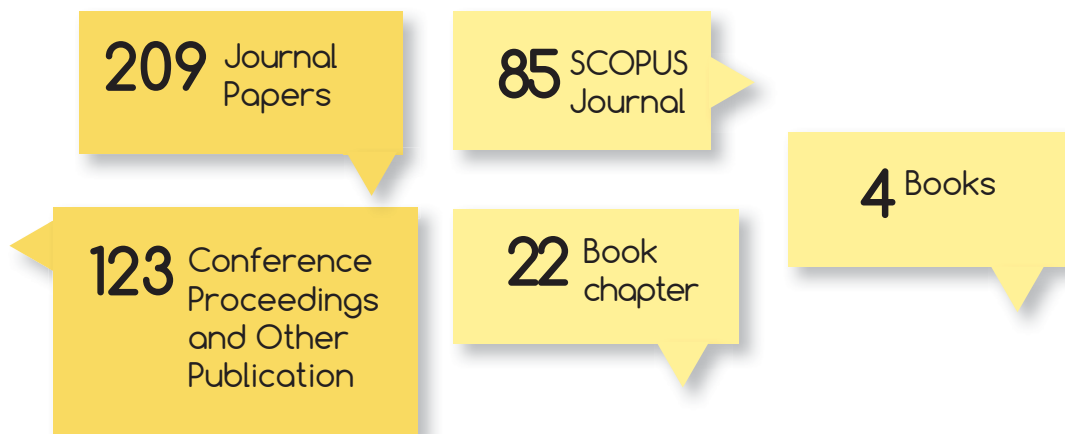 209 Journal
Papers
85 SCOPUS
Journal
4 Books
123 Conference
Proceedings
and Other
Publication
22 Book
chapter